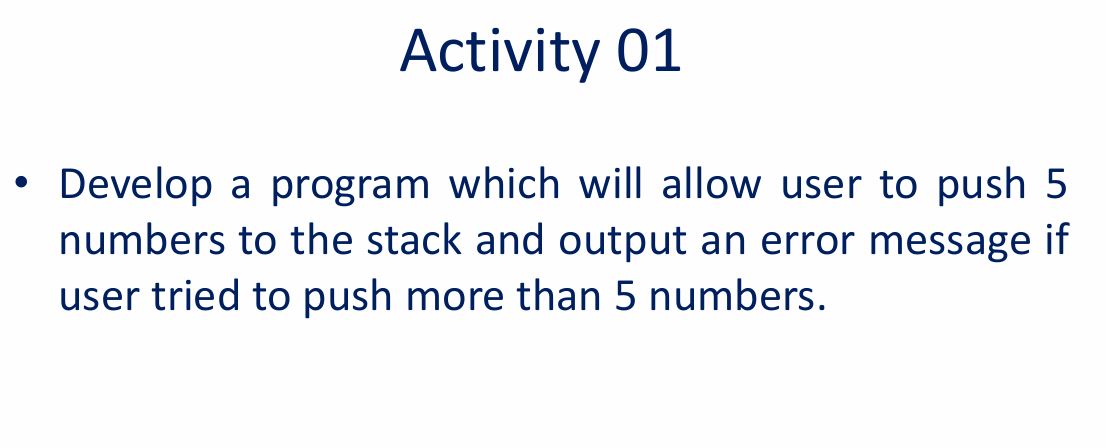 Activity 01
• Develop a program which will allow user to push 5
numbers to the stack and output an error message if
user tried to push more than 5 numbers.